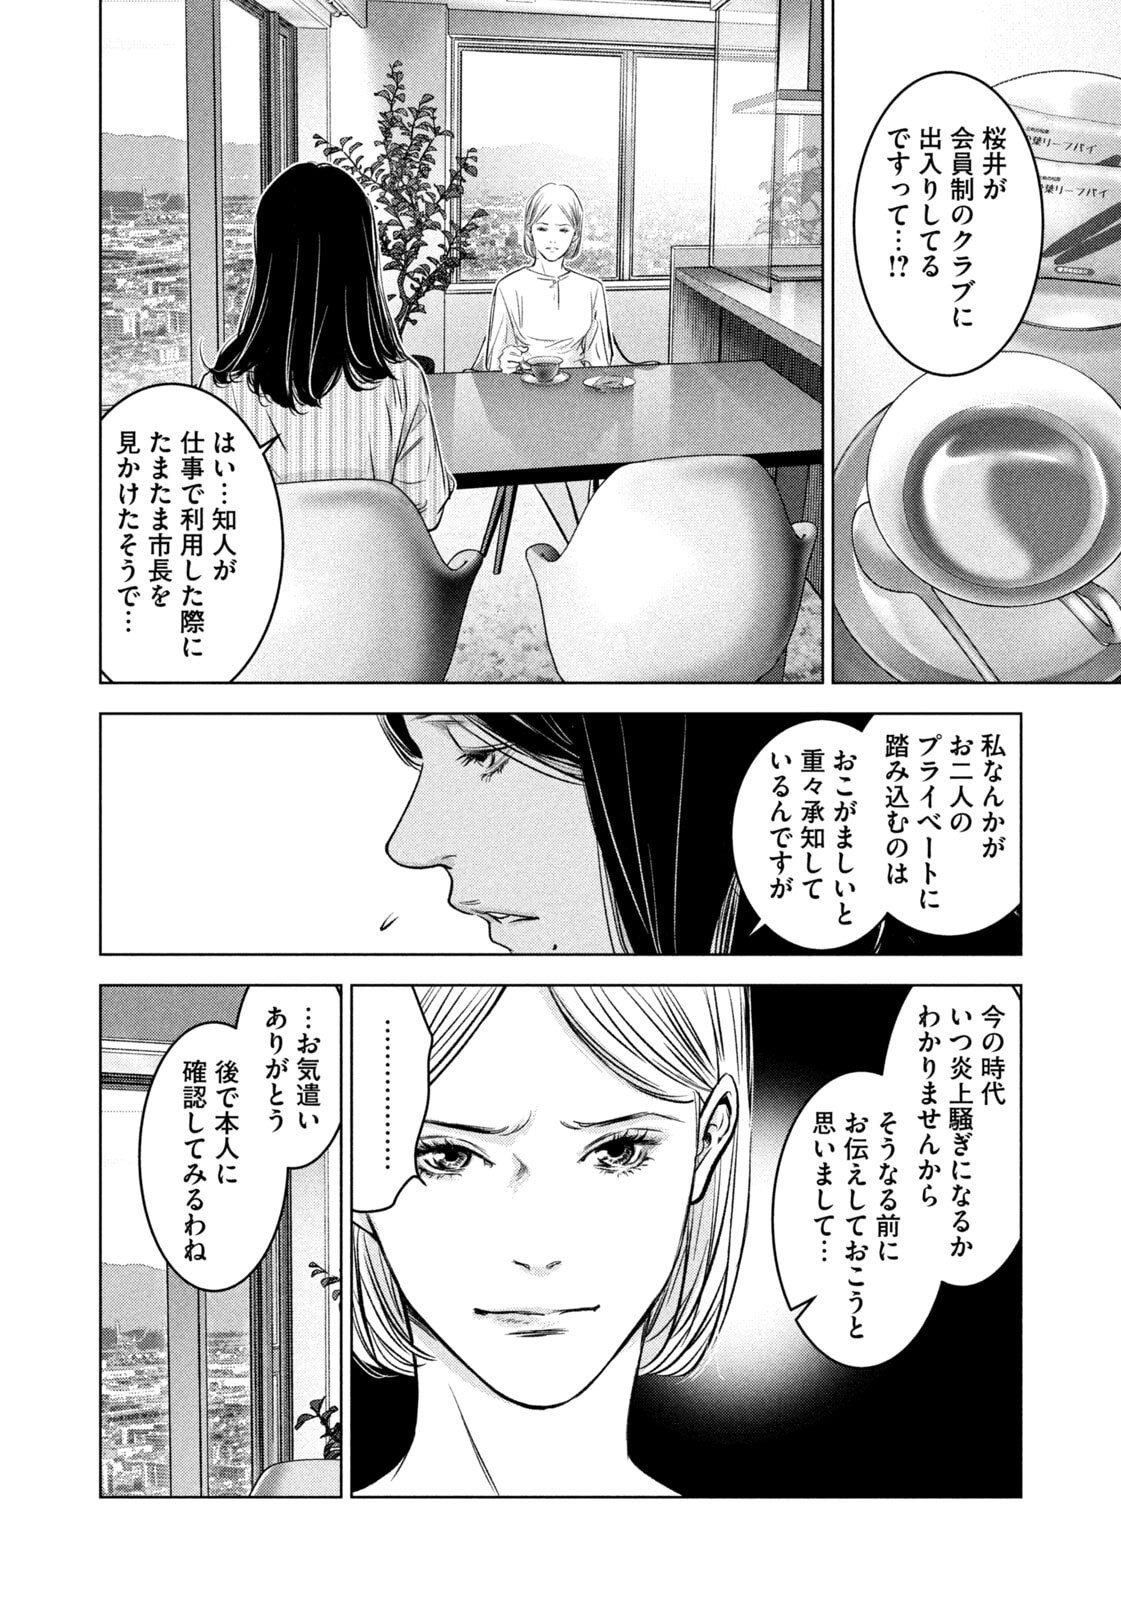 桜井が
会員制のクラブに
出入りしてる
ですって…!?
葉リーフパイ
葉リーフパイ
はい…知人が
仕事で利用した際に
たまたま市長を
見かけたそうで…
私なんかが
お二人の
プライベートに
踏み込むのは
おこがましいと
重々承知して
いるんですが
今の時代
いつ炎上騒ぎになるか
わかりませんから
そうなる前に
お伝えしておこうと
思いまして…
…………
…お気遣い
ありがとう
後で本人に
確認してみるわね